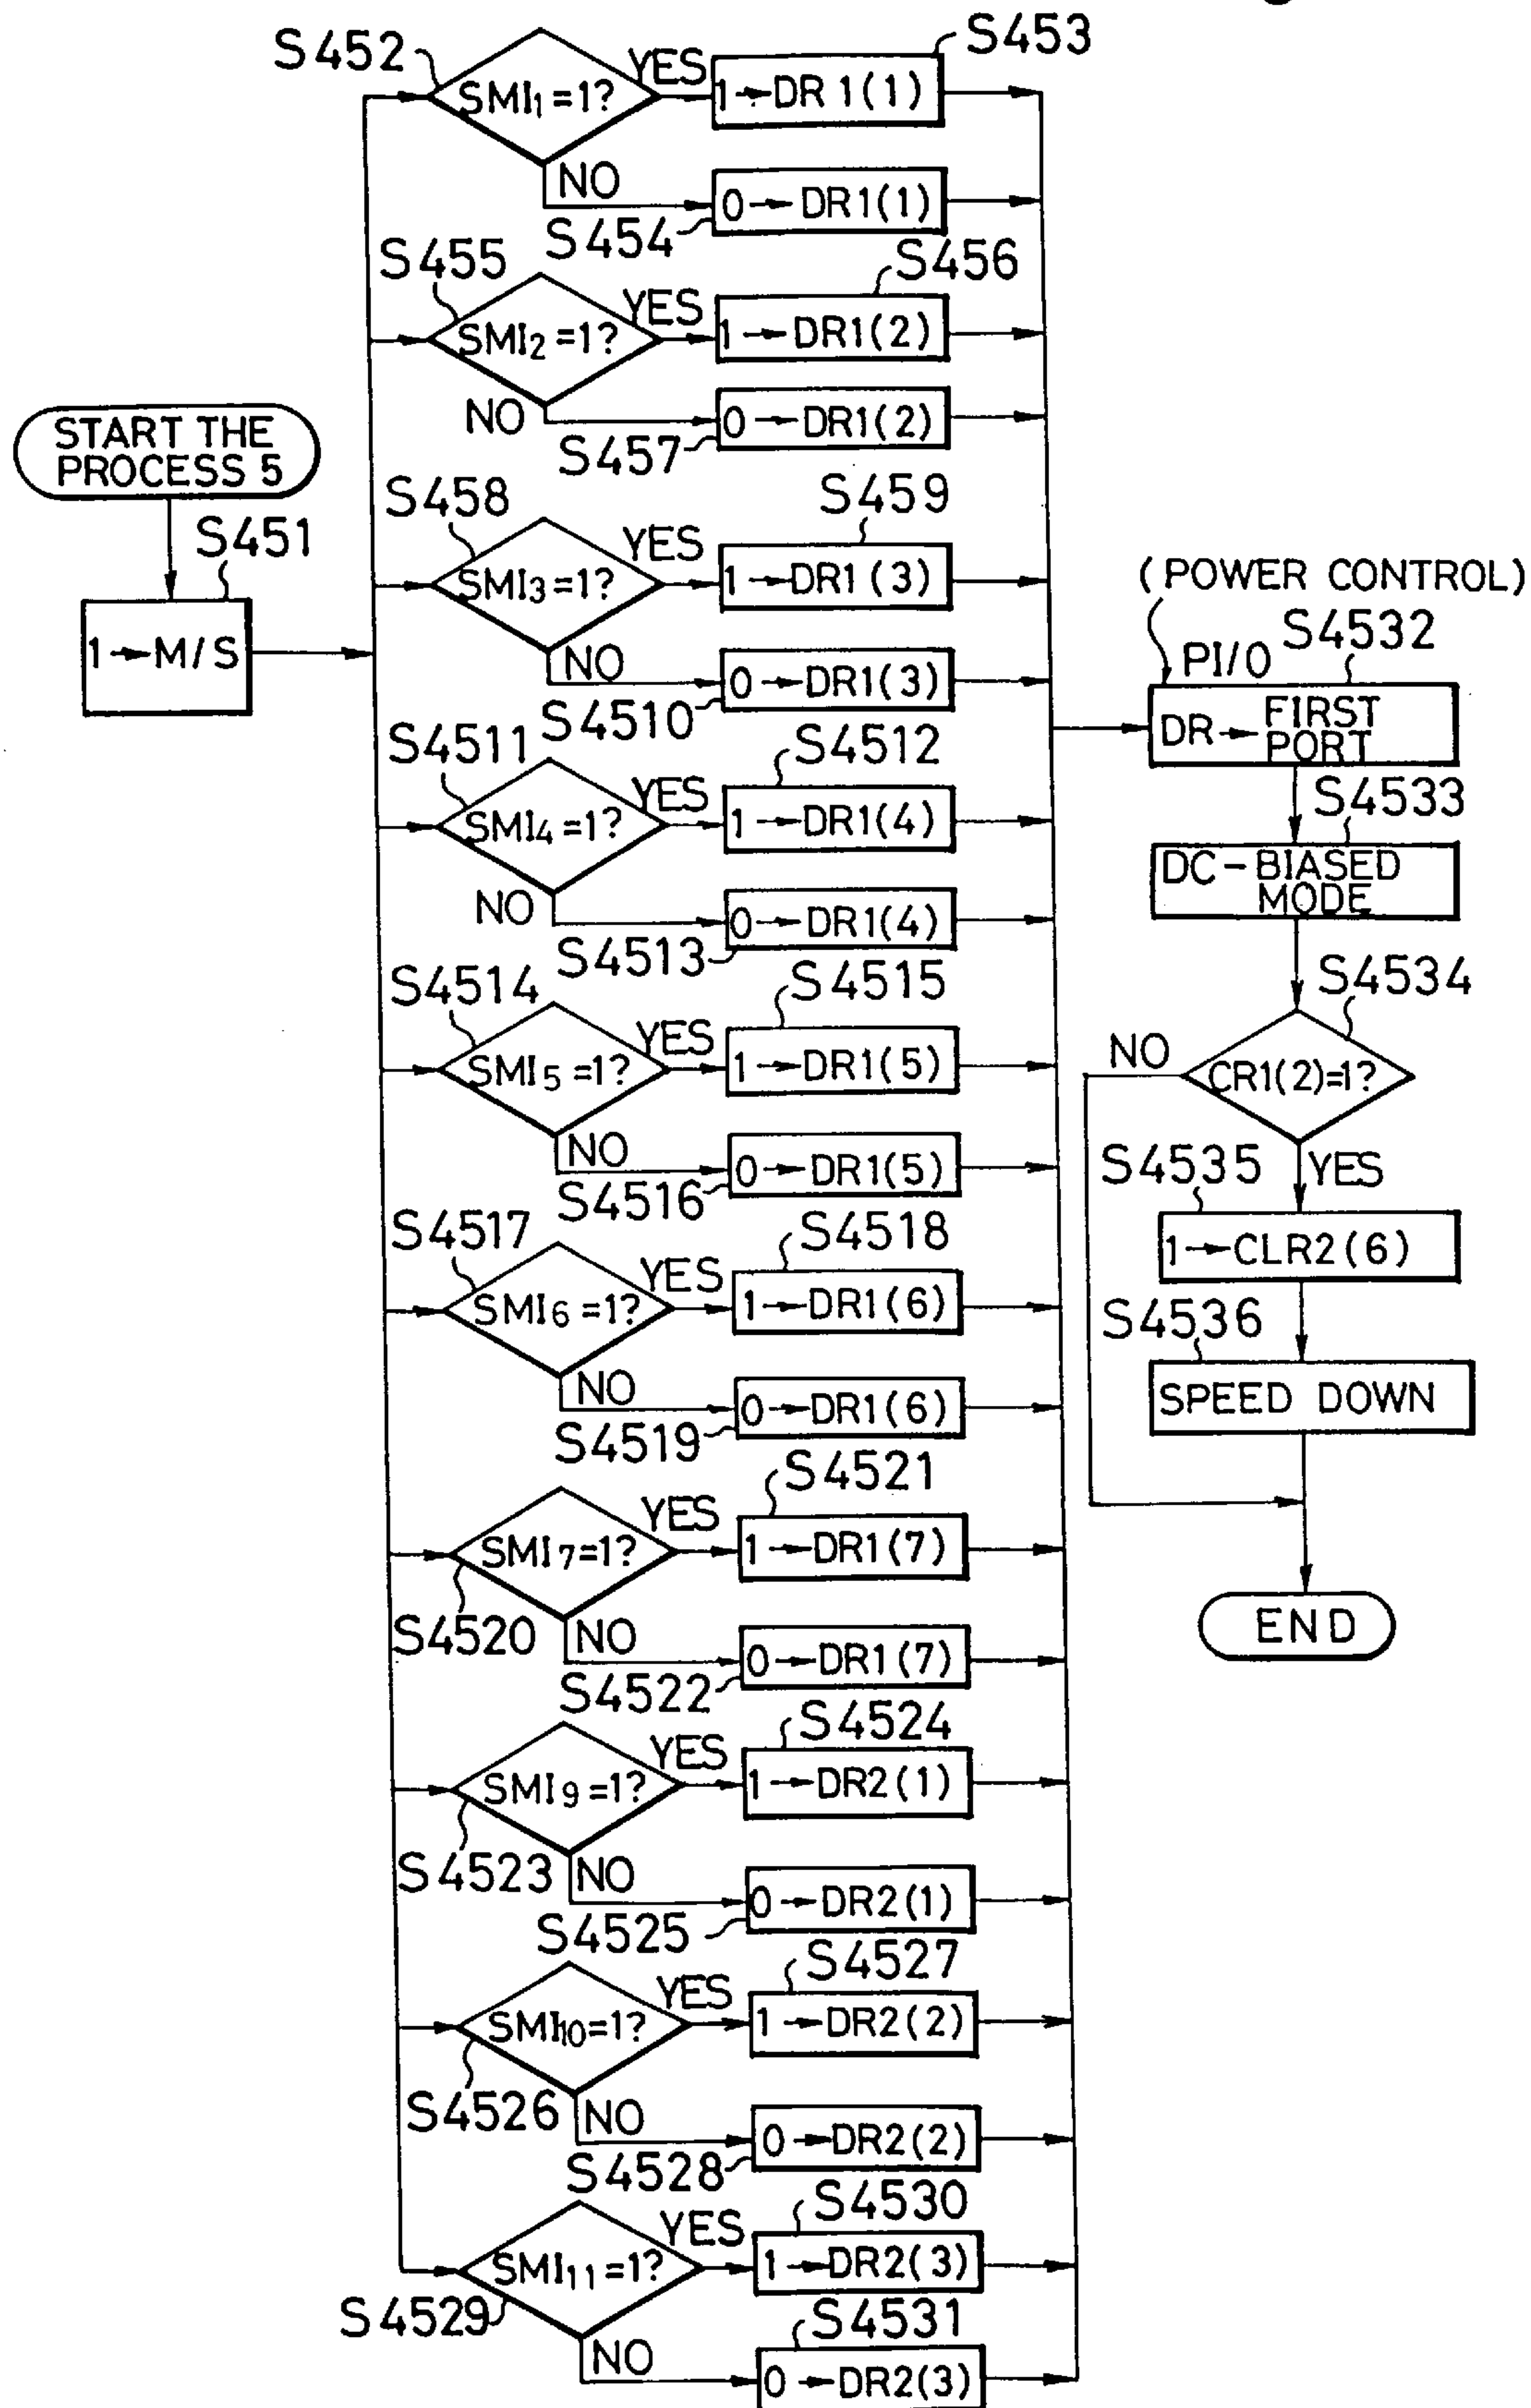 S452
SMI1=1?
YES
1→DR1(1)
S453
NO
0→DR1(1)
S454
S455
SMI2=1?
YES
1→DR1(2)
S456
NO
0→DR1(2)
S457
START THE
PROCESS 5
S451
1→M/S
S458
SMI3=1?
YES
1→DR1(3)
S459
NO
0→DR1(3)
S4510
S4511
SMI4=1?
YES
1→DR1(4)
S4512
NO
0→DR1(4)
S4513
S4514
SMI5=1?
YES
1→DR1(5)
S4515
NO
0→DR1(5)
S4516
S4517
SMI6=1?
YES
1→DR1(6)
S4518
NO
0→DR1(6)
S4519
S4520
SMI7=1?
YES
1→DR1(7)
S4521
NO
0→DR1(7)
S4522
S4523
SMI9=1?
YES
1→DR2(1)
S4524
NO
0→DR2(1)
S4525
S4526
SMI10=1?
YES
1→DR2(2)
S4527
NO
0→DR2(2)
S4528
S4529
SMI11=1?
YES
1→DR2(3)
S4530
NO
0→DR2(3)
S4531
(POWER CONTROL)
S4532
PI/O
DR→FIRST
PORT
S4533
DC-BIASED
MODE
S4534
NO
CR1(2)=1?
YES
S4535
1→CLR2(6)
S4536
SPEED DOWN
END